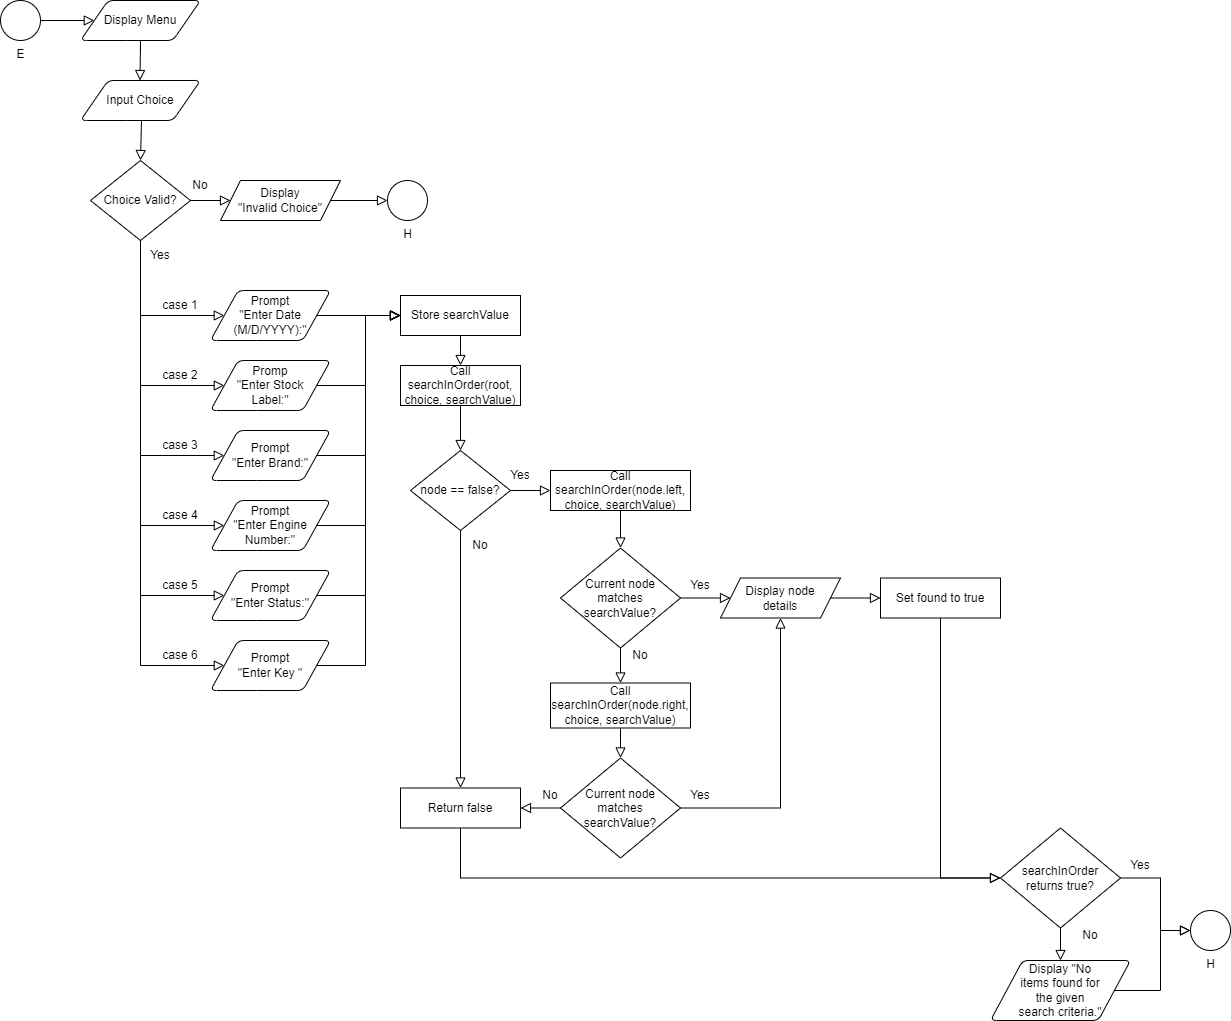 Display Menu
E
Input Choice
Choice Valid?
No
Display
"Invalid Choice"
H
Yes
case 1
Prompt
"Enter Date
(M/D/YYYY):"
Store searchValue
case 2
Promp
"Enter Stock
Label:"
Call
searchInOrder(root,
choice, searchValue)
case 3
Prompt
"Enter Brand:"
node == false?
Yes
Call
searchInOrder(node.left,
choice, searchValue)
case 4
Prompt
"Enter Engine
Number:"
No
case 5
Prompt
"Enter Status:"
Current node
matches
searchValue?
Yes
Display node
details
Set found to true
No
case 6
Prompt
"Enter Key "
Call
searchInOrder(node.right,
choice, searchValue)
Return false
No
Current node
matches
searchValue?
Yes
searchInOrder
returns true?
Yes
No
H
Display "No
items found for
the given
search criteria."